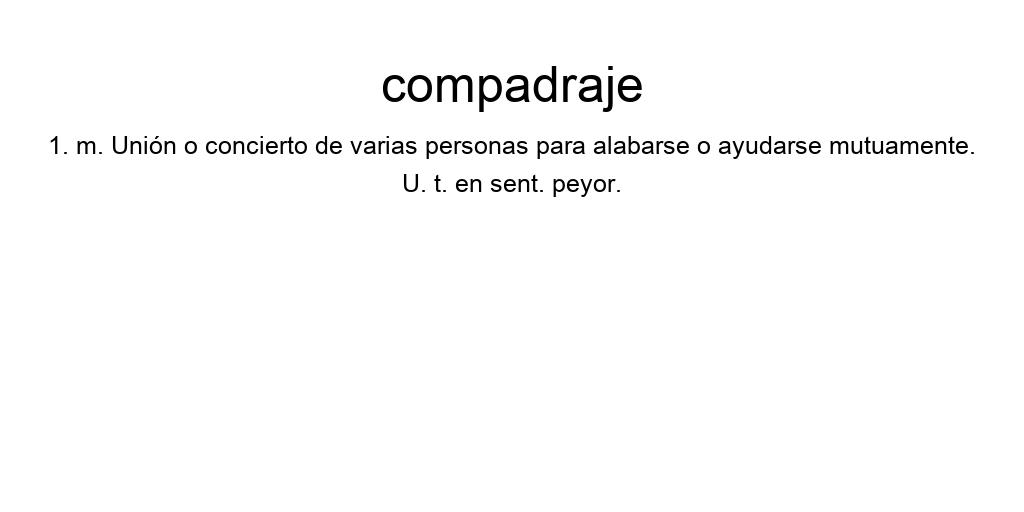 compadraje
1. m. Unión o concierto de varias personas para alabarse o ayudarse mutuamente.
U. t. en sent. peyor.